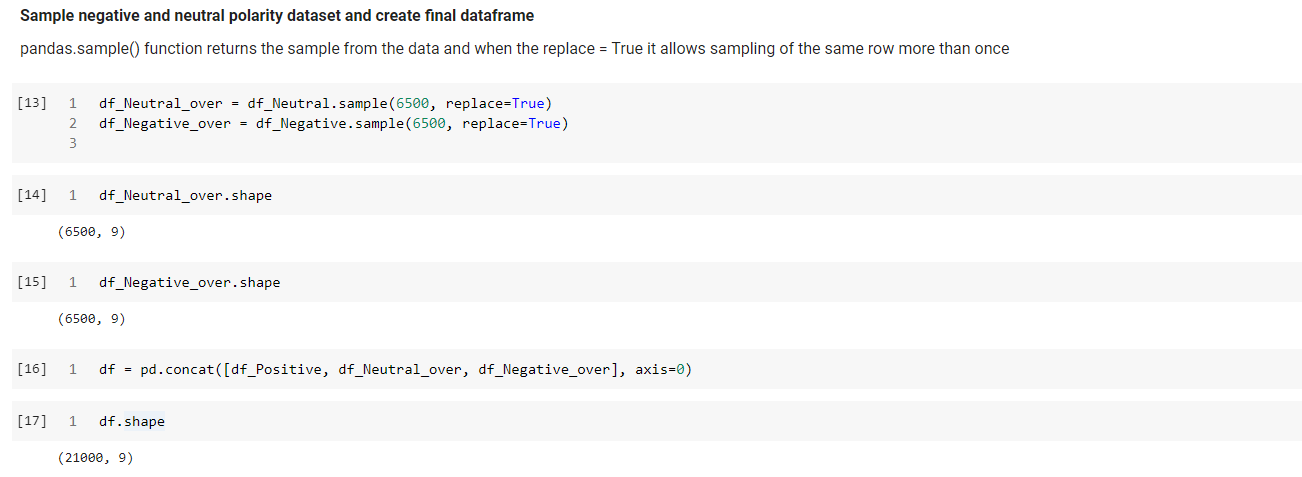 Sample negative and neutral polarity dataset and create final dataframe
pandas.sample() function returns the sample from the data and when the replace = True it allows sampling of the same row more than once
[13] 1 df_Neutral_over = df_Neutral.sample(6500, replace=True)
2 df_Negative_over = df_Negative.sample(6500, replace=True)
3
[14] 1 df_Neutral_over.shape
(6500, 9)
[15] 1 df_Negative_over.shape
(6500, 9)
[16] 1 df = pd.concat([df_Positive, df_Neutral_over, df_Negative_over], axis=0)
[17] 1 df.shape
(21000, 9)